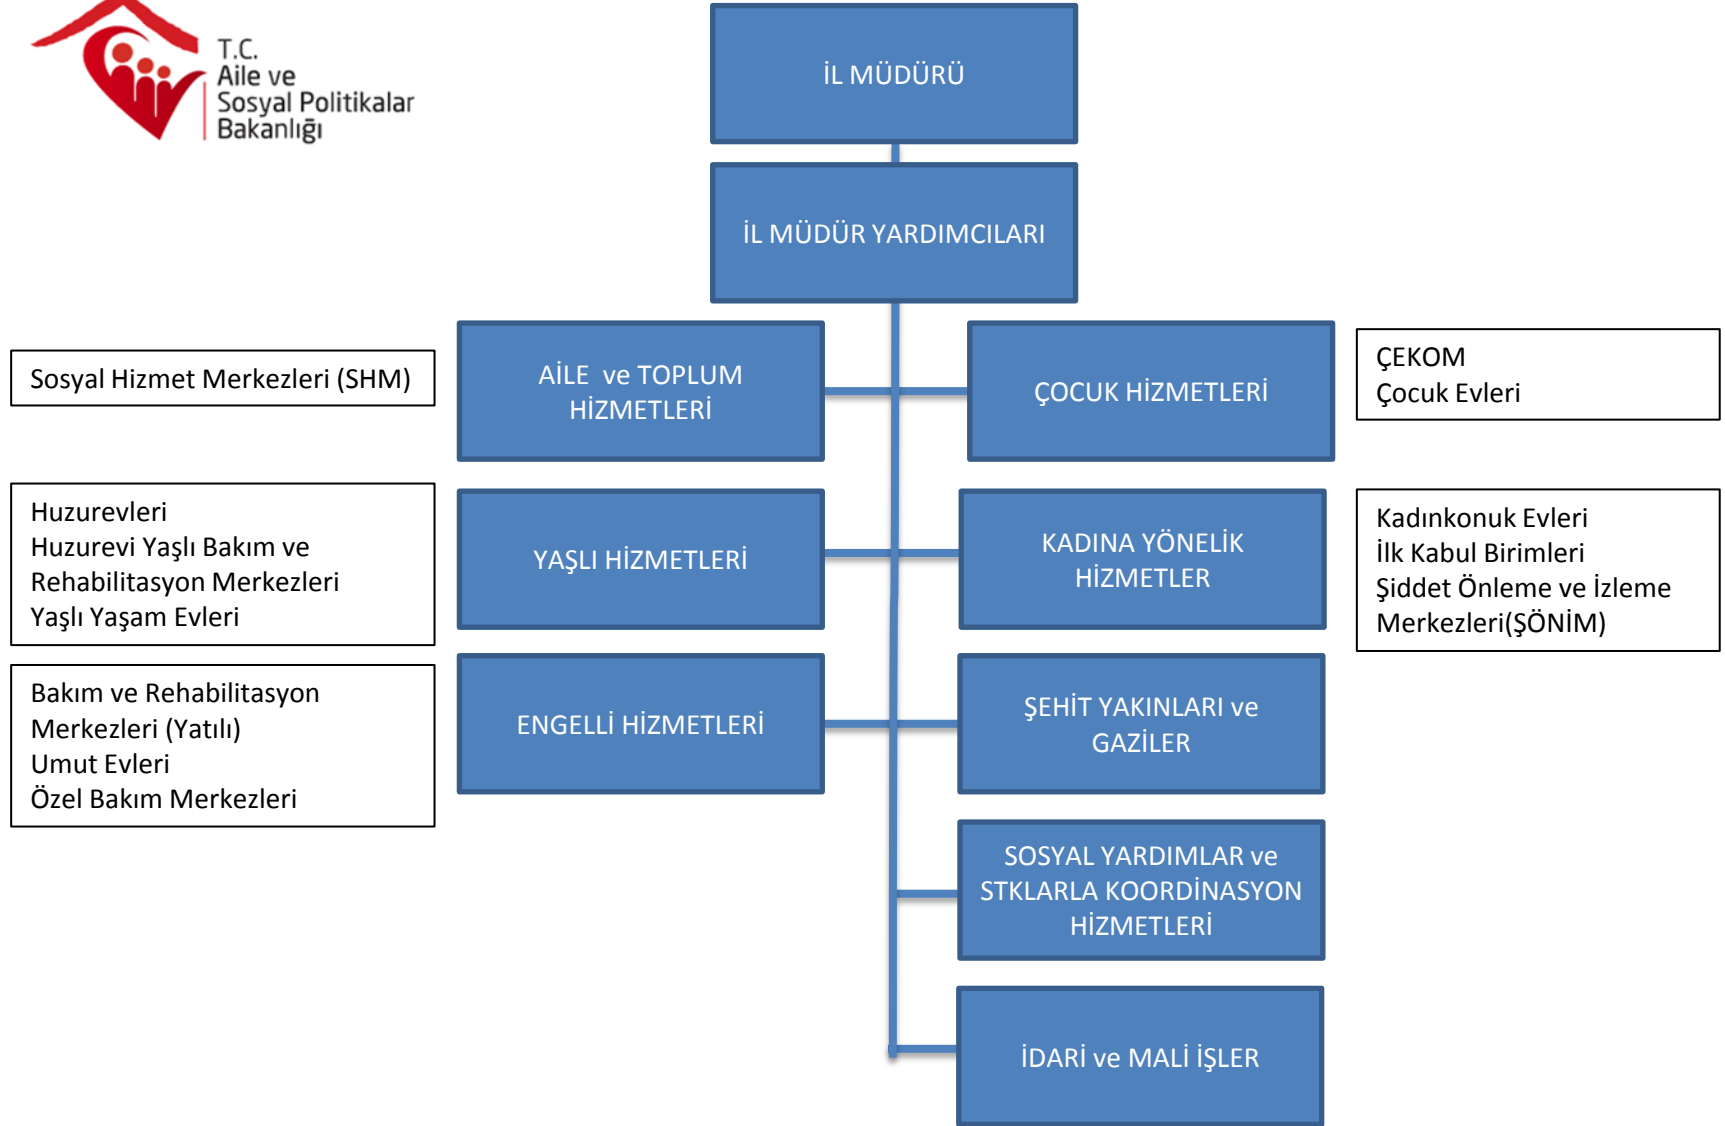 T.C.
Aile ve
Sosyal Politikalar
Bakanlığı
İL MÜDÜRÜ
İL MÜDÜR YARDIMCILARI
Sosyal Hizmet Merkezleri (SHM)
AİLE ve TOPLUM
HİZMETLERİ
ÇOCUK HİZMETLERİ
ÇEKOM
Çocuk Evleri
Huzurevleri
Huzurevi Yaşlı Bakım ve
Rehabilitasyon Merkezleri
Yaşlı Yaşam Evleri
YAŞLI HİZMETLERİ
KADINA YÖNELİK
HİZMETLER
Kadınkonuk Evleri
İlk Kabul Birimleri
Şiddet Önleme ve İzleme
Merkezleri(ŞÖNİM)
Bakım ve Rehabilitasyon
Merkezleri (Yatılı)
Umut Evleri
Özel Bakım Merkezleri
ENGELLİ HİZMETLERİ
ŞEHİT YAKINLARI ve
GAZİLER
SOSYAL YARDIMLAR ve
STKLARLA KOORDİNASYON
HİZMETLERİ
İDARİ ve MALİ İŞLER